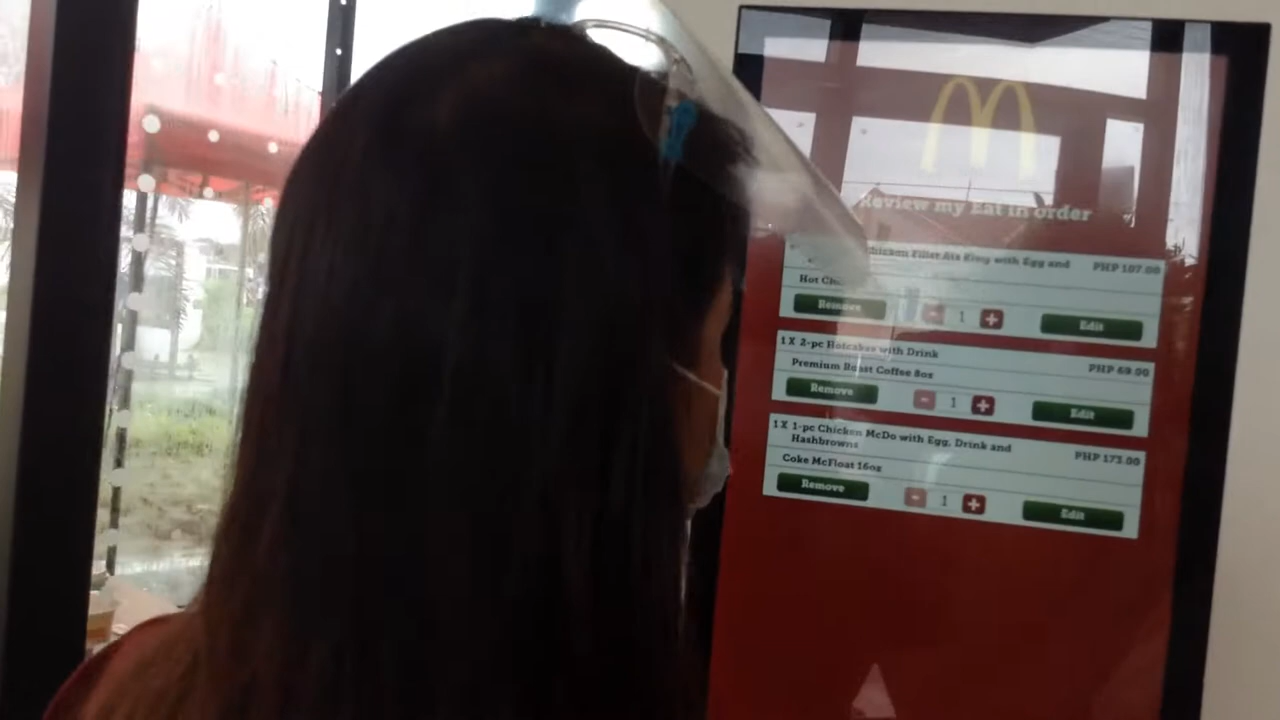 Review my Eat in order
Chicken Fillet Ala King with Egg and
PHP 107.00
Hot
Remove
- 1 +
Edit
1 X 2-pc Hotcakes with Drink
PHP 69.00
Premium Roast Coffee 8oz
Remove
- 1 +
Edit
1 X 1-pc Chicken McDo with Egg, Drink and
Hashbrowns
PHP 173.00
Coke McFloat 16oz
Remove
- 1 +
Edit